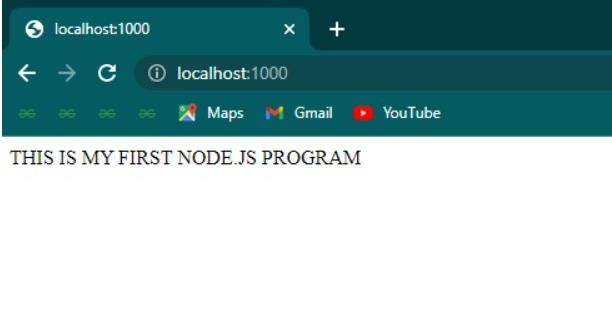 localhost:1000
localhost:1000
Maps Gmail YouTube
THIS IS MY FIRST NODE.JS PROGRAM